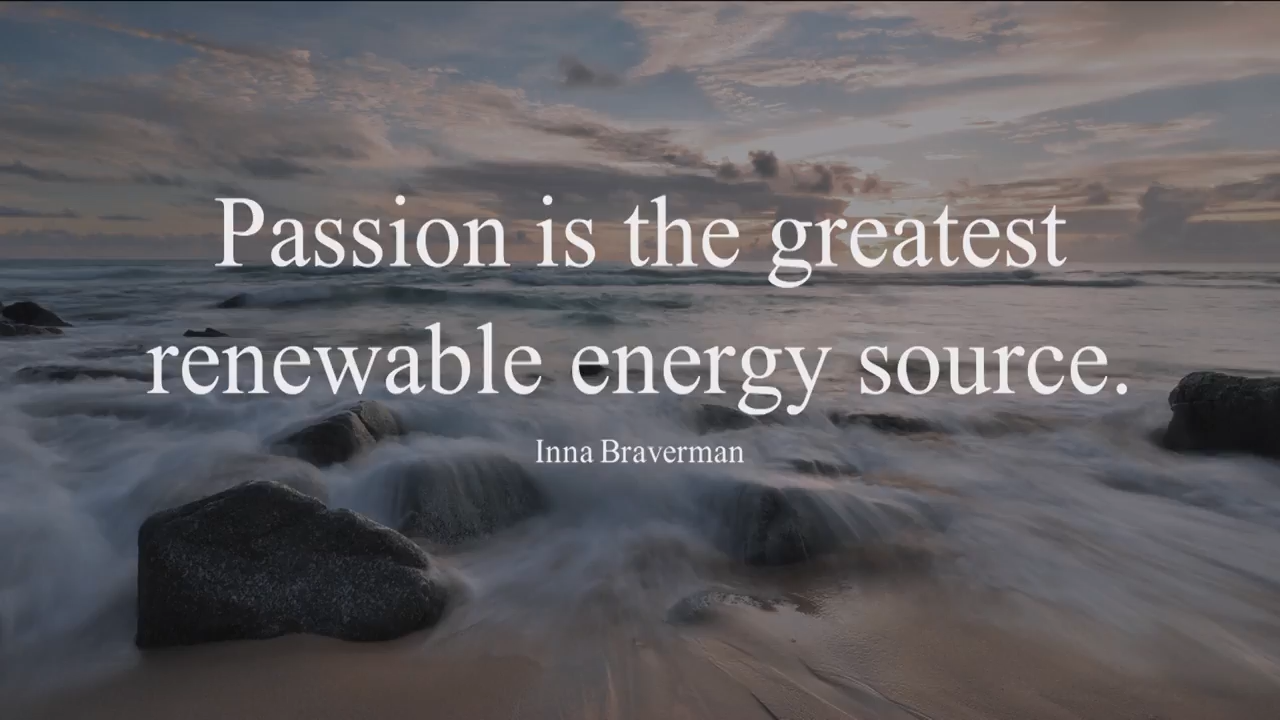 Passion is the greatest
renewable energy source.
Inna Braverman